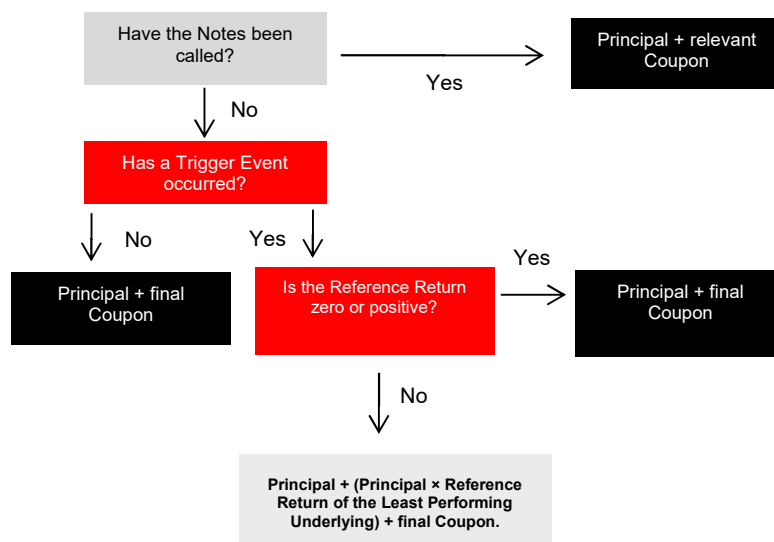 Have the Notes been
called?
Principal + relevant
Coupon
Yes
No
Has a Trigger Event
occurred?
No
Yes
Yes
Principal + final
Coupon
Is the Reference Return
zero or positive?
Principal + final
Coupon
No
Principal + (Principal × Reference
Return of the Least Performing
Underlying) + final Coupon.